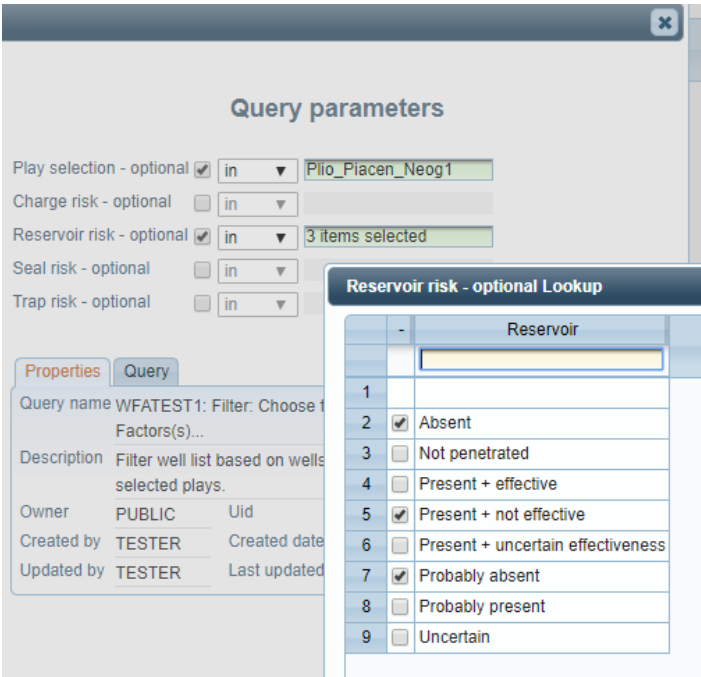 Query parameters
Play selection - optional in Plio_Piacen_Neog1
Charge risk - optional in
Reservoir risk - optional in 3 items selected
Seal risk - optional in
Trap risk - optional in
Reservoir risk - optional Lookup
- Reservoir
1
2 Absent
3 Not penetrated
4 Present + effective
5 Present + not effective
6 Present + uncertain effectiveness
7 Probably absent
8 Probably present
9 Uncertain
Properties Query
Query name WFATEST1: Filter: Choose
Factors(s)...
Description Filter well list based on wells
selected plays.
Owner PUBLIC Uid
Created by TESTER Created date
Updated by TESTER Last updated